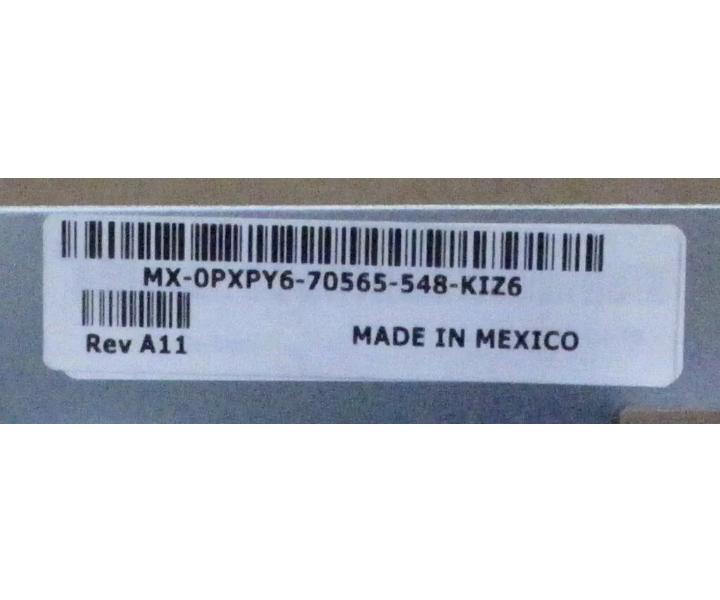 MX-0PXPY6-70565-548-KIZ6
Rev A11
MADE IN MEXICO